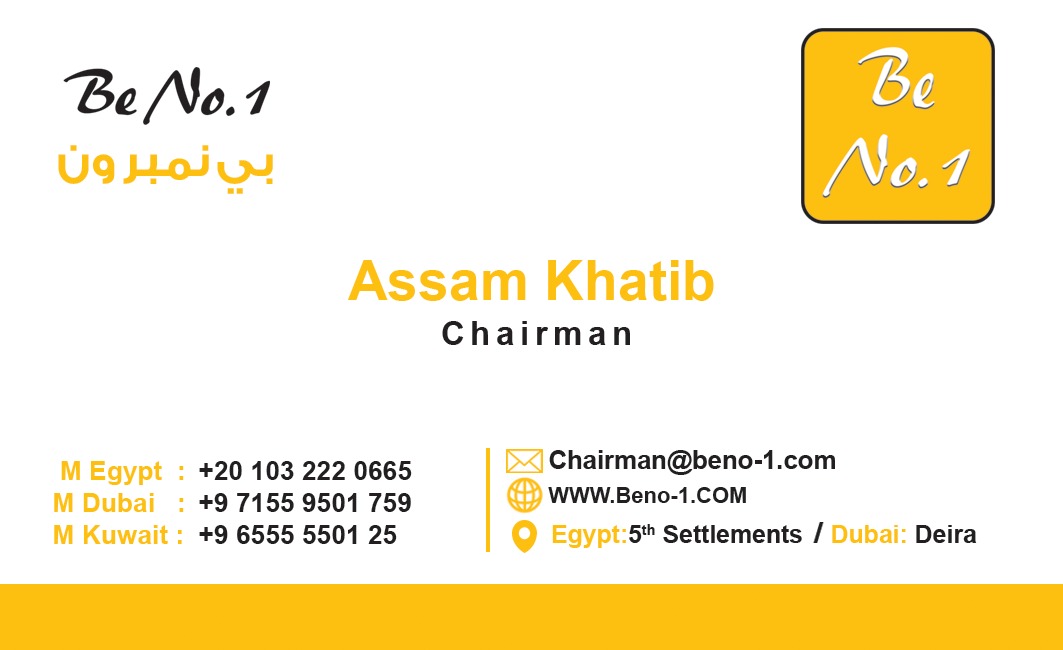 Be No.1
بي نمبر ون
Be
No.1
Assam Khatib
Chairman
M Egypt : +20 103 222 0665
M Dubai : +9 7155 9501 759
M Kuwait : +9 6555 5501 25
Chairman@beno-1.com
WWW.Beno-1.COM
Egypt:5th Settlements / Dubai: Deira